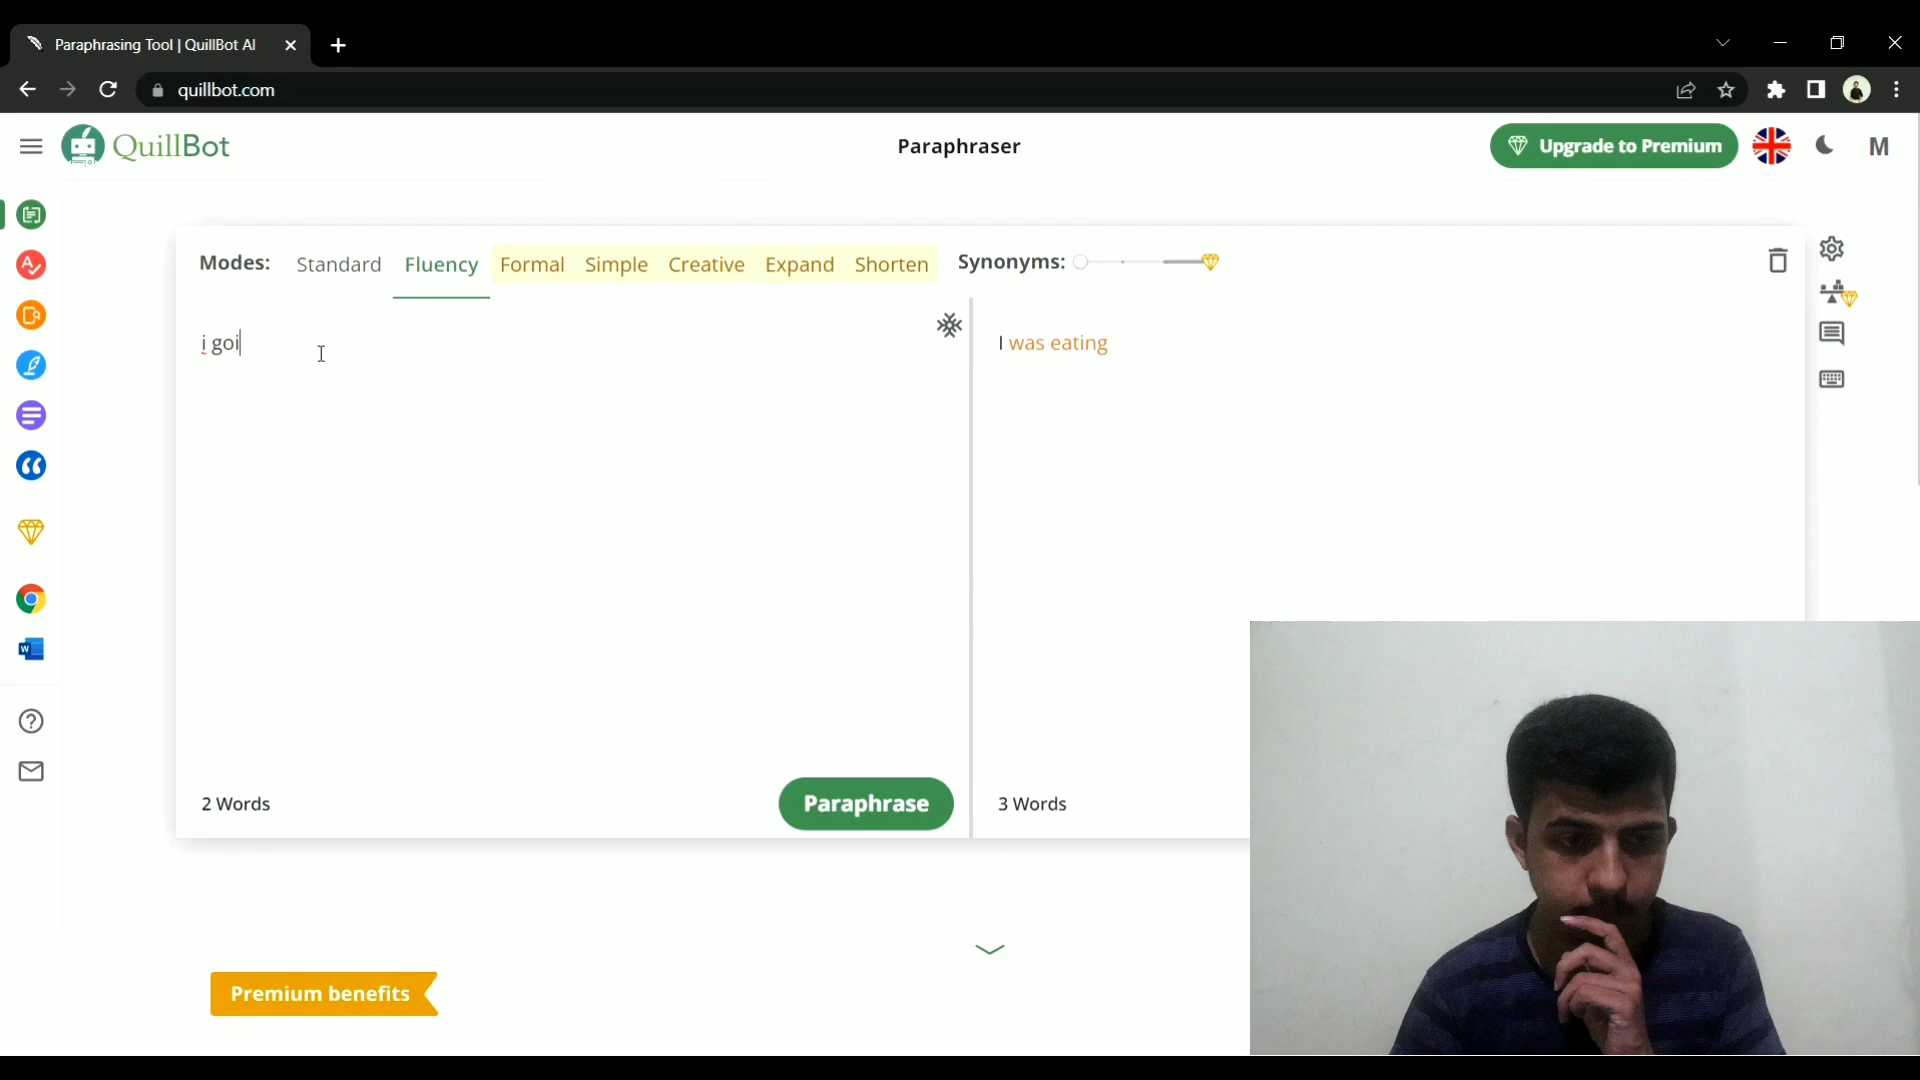 Paraphrasing Tool | QuillBot AI
quillbot.com
QuillBot
Paraphraser
Upgrade to Premium
M
Modes: Standard Fluency Formal Simple Creative Expand Shorten Synonyms:
i goi
I was eating
2 Words
Paraphrase
3 Words
Premium benefits